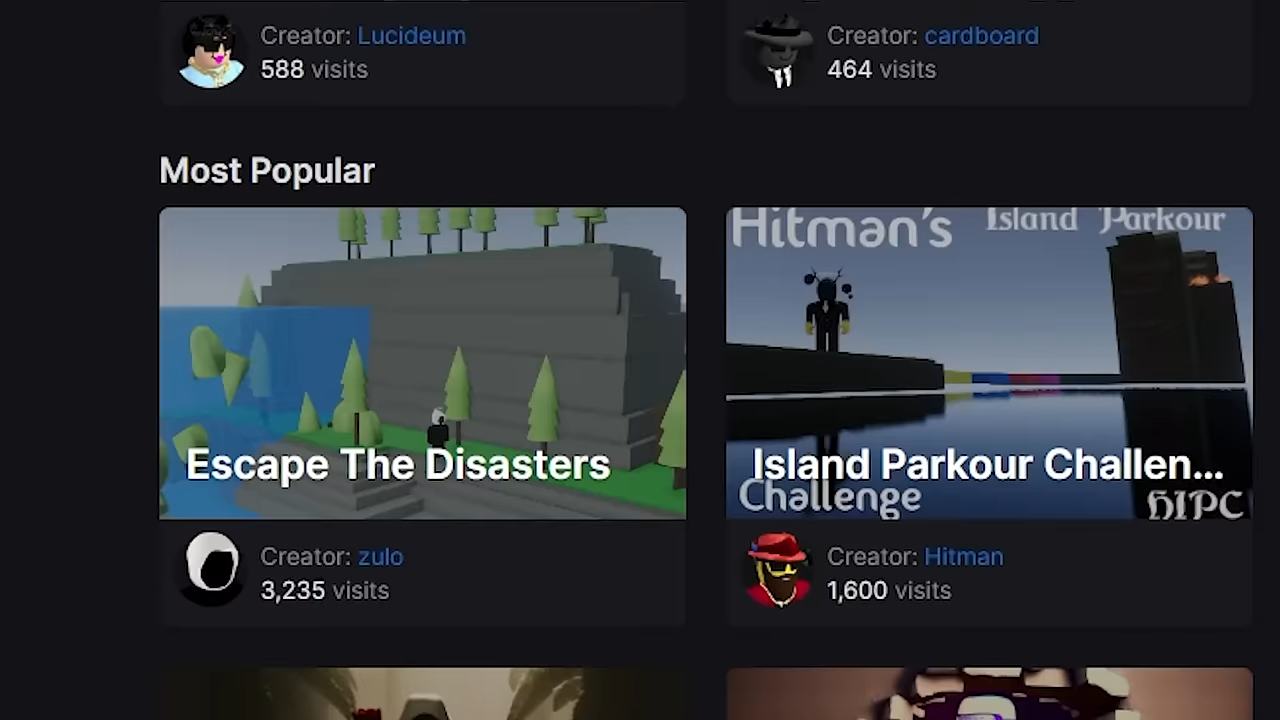 Creator: Lucideum
588 visits
Creator: cardboard
464 visits
Most Popular
Escape The Disasters
Creator: zulo
3,235 visits
Hitman's Island Parkour
Island Parkour Challen...
Challenge
HIPC
Creator: Hitman
1,600 visits